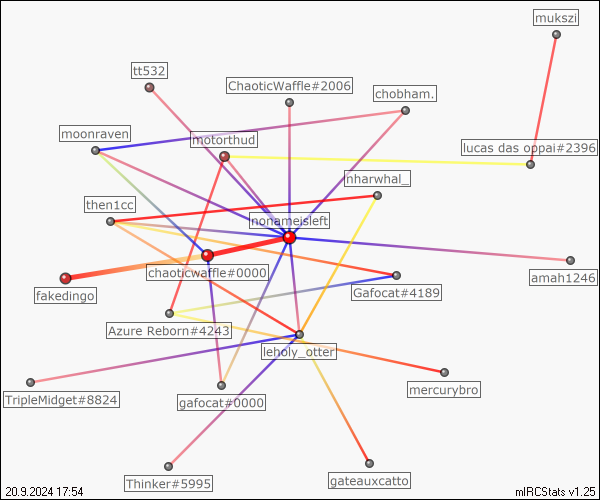 mukszi
tt532
ChaoticWaffle#2006
chobham.
moonraven
motorthud
lucas das oppai#2396
nharwhal_
then1cc
nonameisleft
chaoticwaffle#0000
fakedingo
amah1246
Gafocat#4189
Azure Reborn#4243
leholy_otter
mercurybro
TripleMidget#8824
gafocat#0000
Thinker#5995
gateauxcatto
20.9.2024 17:54
mIRCStats v1.25